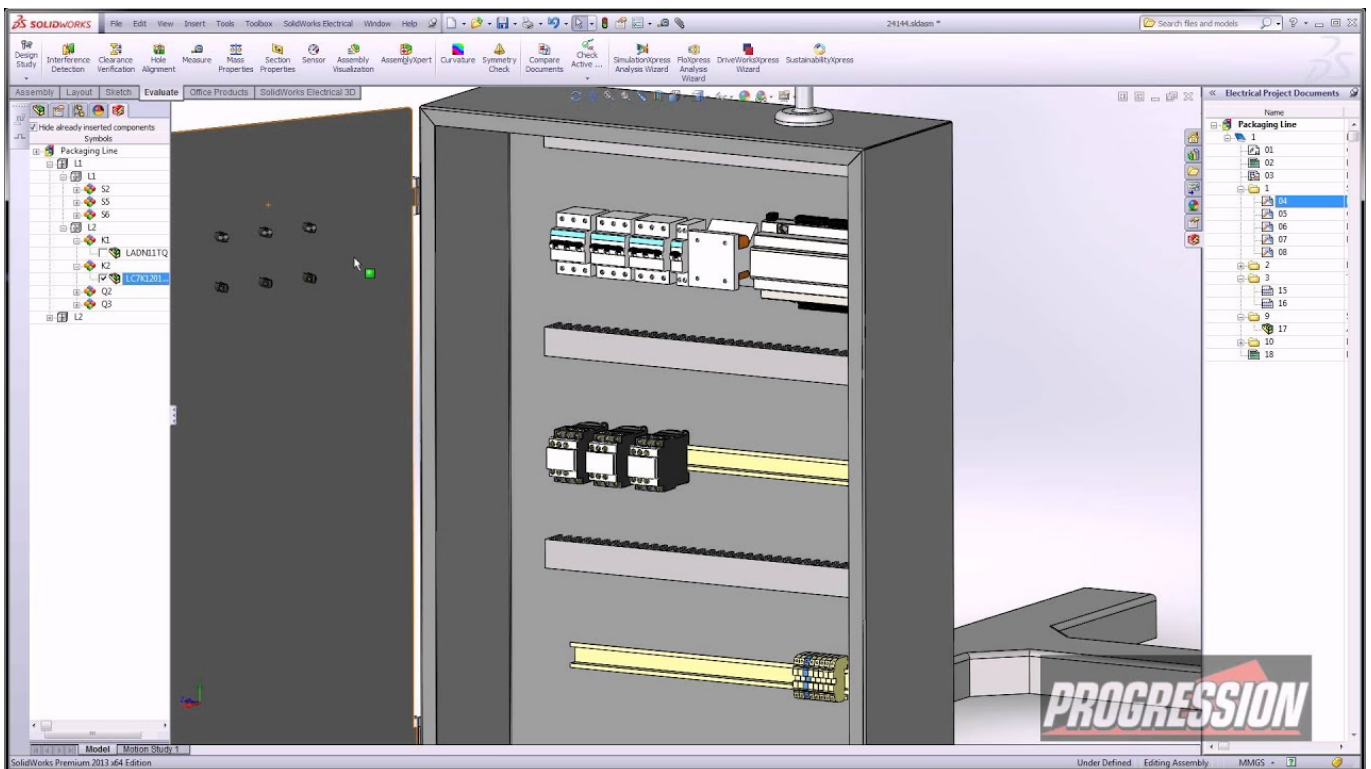 SOLIDWORKS File Edit View Insert Tools Toolbox SolidWorks Electrical Window Help
24144.sldasm *
Search files and models
Design Study
Interference Detection
Clearance Verification
Hole Alignment
Measure
Mass Properties
Section Properties
Sensor
Assembly Visualization
AssemblyXpert
Curvature
Symmetry Check
Compare Documents
Check Active ...
SimulationXpress Analysis Wizard
FloXpress Analysis Wizard
DriveWorksXpress Wizard
SustainabilityXpress
Assembly Layout Sketch Evaluate Office Products SolidWorks Electrical 3D
Hide already inserted components
Symbols
Packaging Line
L1
L1
S2
S5
S6
L2
K1
LADN11TQ
K2
LC7K1201...
Q2
Q3
L2
Electrical Project Documents
Name
Packaging Line
1
01
02
03
1
04
05
06
07
08
2
3
15
16
9
17
10
18
PROGRESSION
Model Motion Study 1
SolidWorks Premium 2013 x64 Edition
Under Defined Editing Assembly MMGS